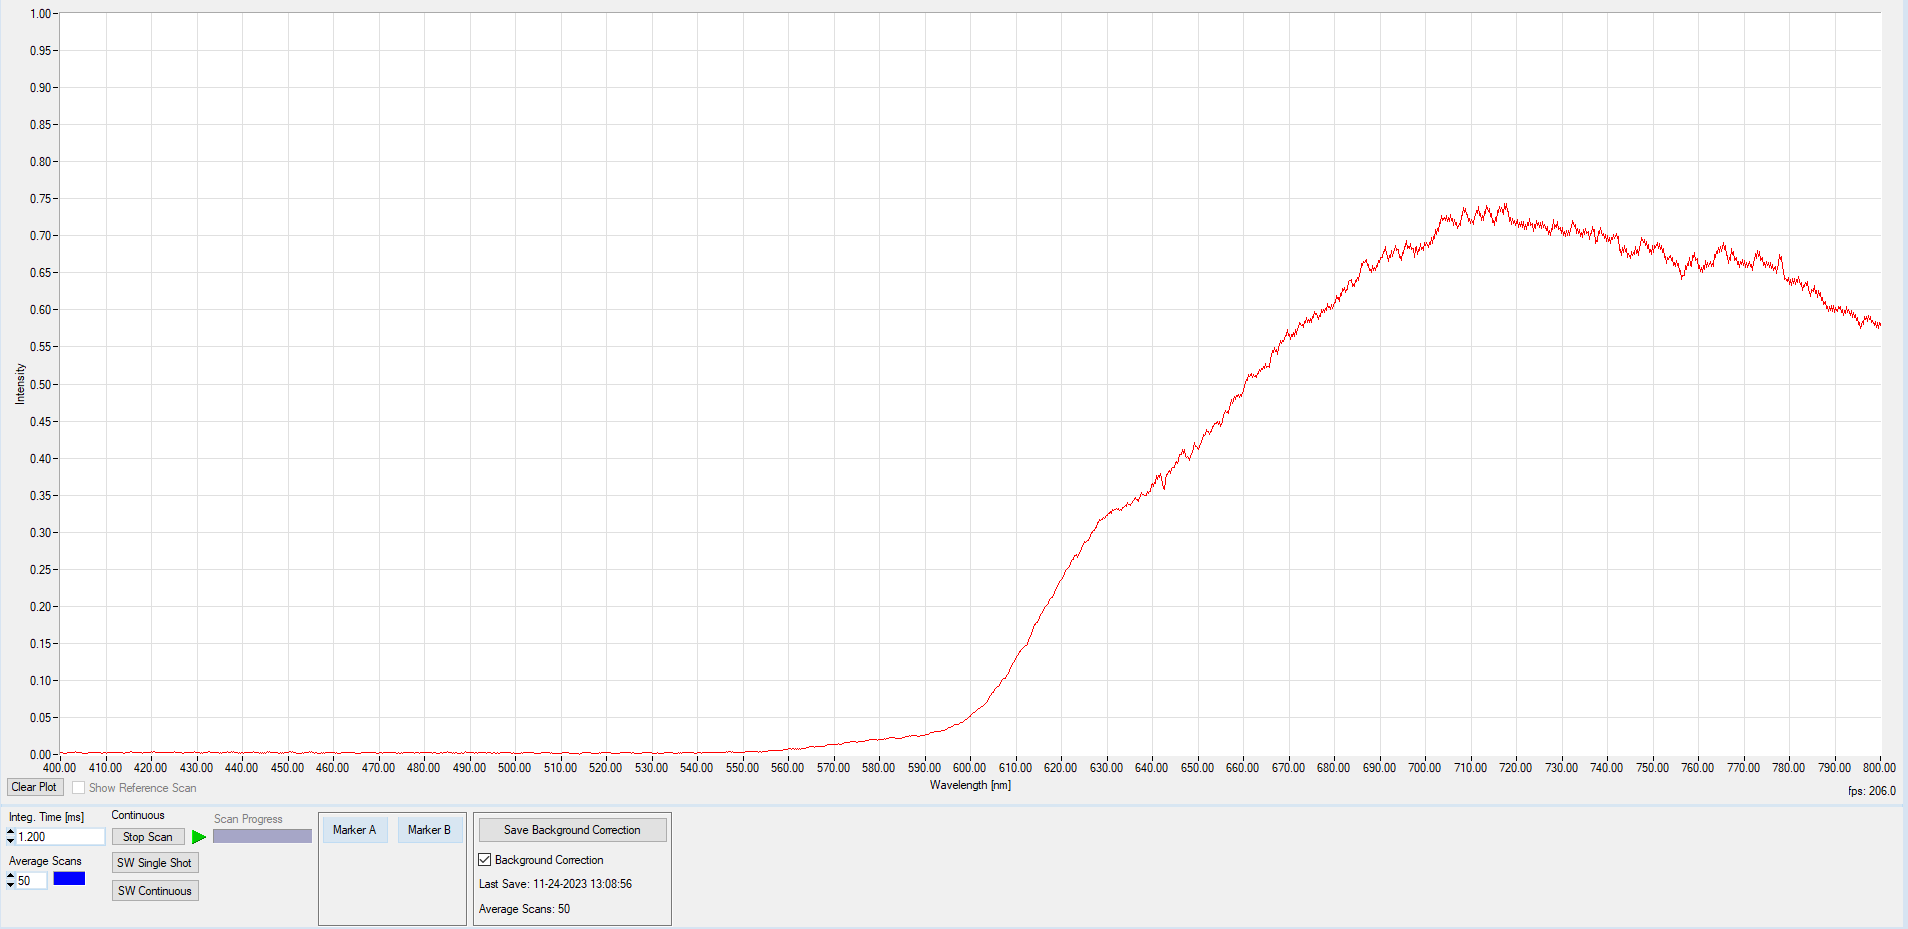 1.00
0.95
0.90
0.85
0.80
0.75
0.70
0.65
0.60
0.55
0.50
0.45
0.40
0.35
0.30
0.25
0.20
0.15
0.10
0.05
0.00
Intensity
400.00 410.00 420.00 430.00 440.00 450.00 460.00 470.00 480.00 490.00 500.00 510.00 520.00 530.00 540.00 550.00 560.00 570.00 580.00 590.00 600.00 610.00 620.00 630.00 640.00 650.00 660.00 670.00 680.00 690.00 700.00 710.00 720.00 730.00 740.00 750.00 760.00 770.00 780.00 790.00 800.00
Wavelength [nm]
Clear Plot Show Reference Scan
fps: 206.0
Integ. Time [ms]
1.200
Average Scans
50
Continuous
Stop Scan
SW Single Shot
SW Continuous
Scan Progress
Marker A Marker B
Save Background Correction
Background Correction
Last Save: 11-24-2023 13:08:56
Average Scans: 50